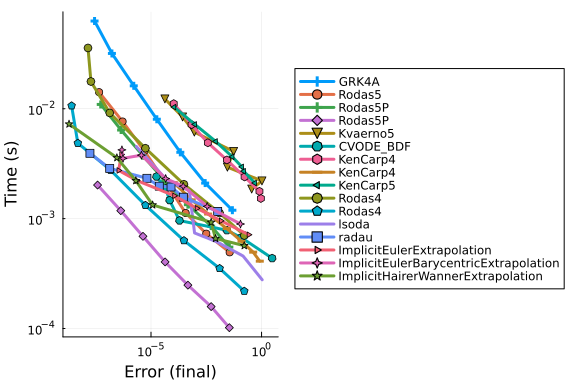 Time (s)
10⁻²
10⁻³
10⁻⁴
10⁻⁵
10⁰
Error (final)
GRK4A
Rodas5
Rodas5P
Rodas5P
Kvaerno5
CVODE_BDF
KenCarp4
KenCarp4
KenCarp5
Rodas4
Rodas4
lsoda
radau
ImplicitEulerExtrapolation
ImplicitEulerBarycentricExtrapolation
ImplicitHairerWannerExtrapolation